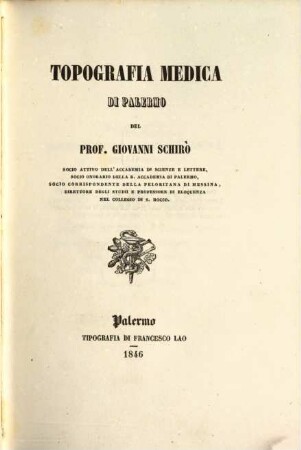 TOPOGRAFIA MEDICA
DI PALERMO
DEL
PROF. GIOVANNI SCHIRÒ
SOCIO ATTIVO DELL'ACCADEMIA DI SCIENZE E LETTERE,
SOCIO ONORARIO DELLA R. ACCADEMIA DI PALERMO,
SOCIO CORRISPONDENTE DELLA PELORITANA DI MESSINA,
DIRETTORE DEGLI STUDII E PROFESSORE DI ELOQUENZA
NEL COLLEGIO DI S. ROCCO.
Palermo
TIPOGRAFIA DI FRANCESCO LAO
1846